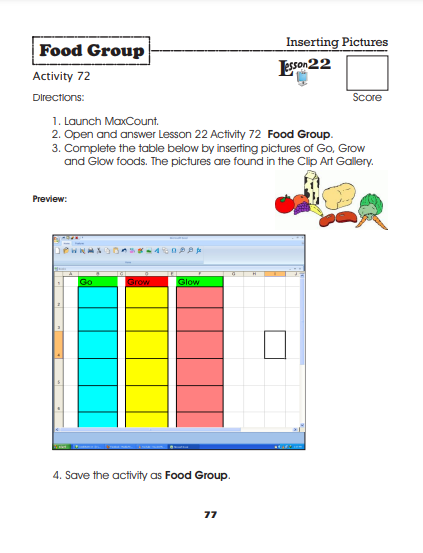 Inserting Pictures
Food Group
Lesson 22
Activity 72
Directions:
Score
1. Launch MaxCount.
2. Open and answer Lesson 22 Activity 72 Food Group.
3. Complete the table below by inserting pictures of Go, Grow
and Glow foods. The pictures are found in the Clip Art Gallery.
Preview:
A B C D E F G H I J
1 Go Grow Glow
2
3
4
5
6
4. Save the activity as Food Group.
77